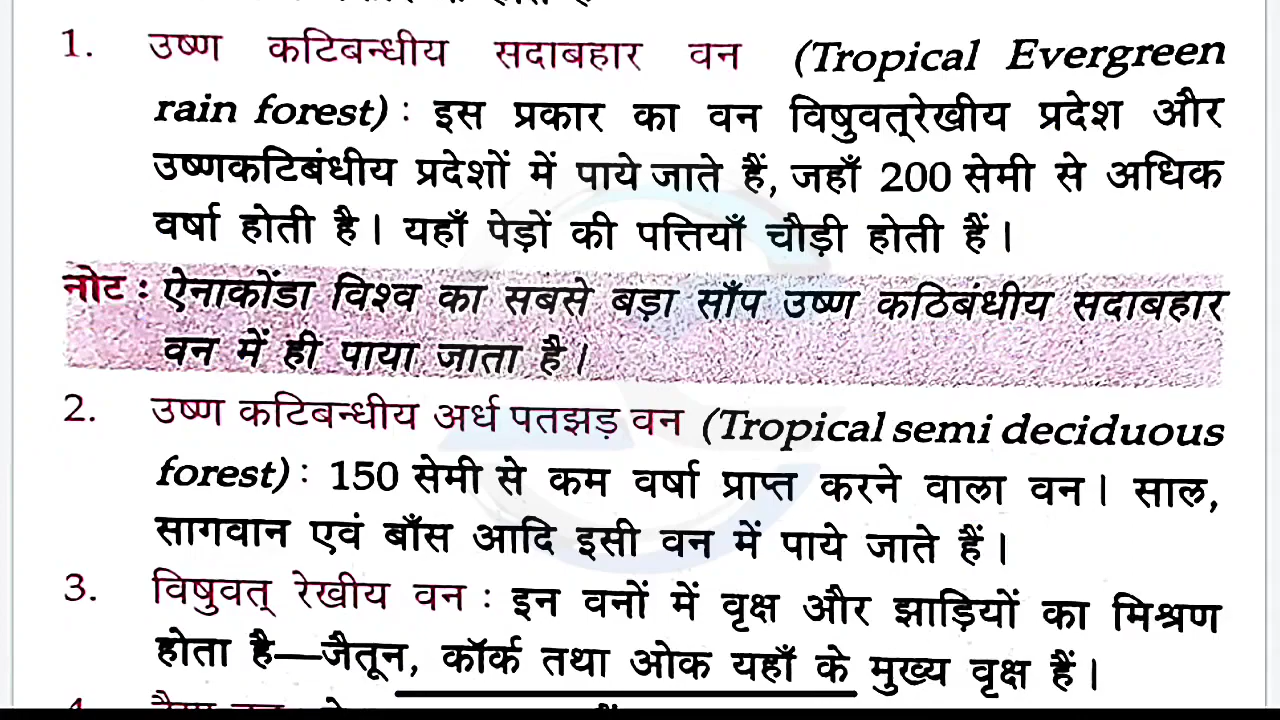 1. उष्ण कटिबन्धीय सदाबहार वन (Tropical Evergreen
rain forest) : इस प्रकार का वन विषुवत्‌रेखीय प्रदेश और
उष्णकटिबंधीय प्रदेशों में पाये जाते हैं, जहाँ 200 सेमी से अधिक
वर्षा होती है। यहाँ पेड़ों की पत्तियाँ चौड़ी होती हैं।
नोट : ऐनाकोंडा विश्व का सबसे बड़ा साँप उष्ण कठिबंधीय सदाबहार
वन में ही पाया जाता है।
2. उष्ण कटिबन्धीय अर्ध पतझड़ वन (Tropical semi deciduous
forest) : 150 सेमी से कम वर्षा प्राप्त करने वाला वन। साल,
सागवान एवं बाँस आदि इसी वन में पाये जाते हैं।
3. विषुवत् रेखीय वन : इन वनों में वृक्ष और झाड़ियों का मिश्रण
होता है—जैतून, कॉर्क तथा ओक यहाँ के मुख्य वृक्ष हैं।